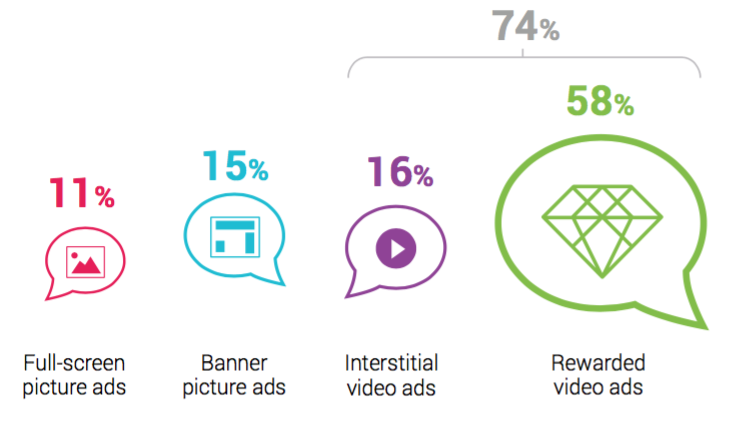 74%
58%
15%
16%
11%
Full-screen
picture ads
Banner
picture ads
Interstitial
video ads
Rewarded
video ads